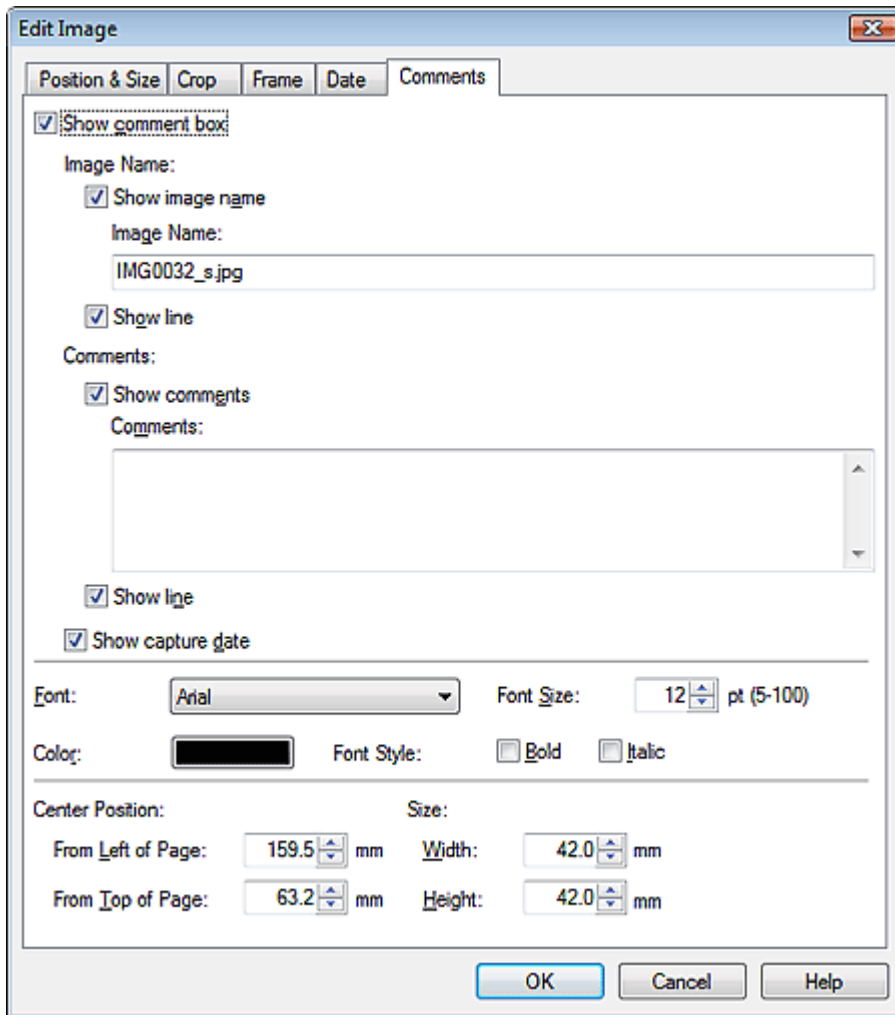 Edit Image
Position & Size Crop Frame Date Comments
Show comment box
Image Name:
Show image name
Image Name:
IMG0032_s.jpg
Show line
Comments:
Show comments
Comments:
Show line
Show capture date
Font: Arial Font Size: 12 pt (5-100)
Color: Font Style: Bold Italic
Center Position: Size:
From Left of Page: 159.5 mm Width: 42.0 mm
From Top of Page: 63.2 mm Height: 42.0 mm
OK Cancel Help